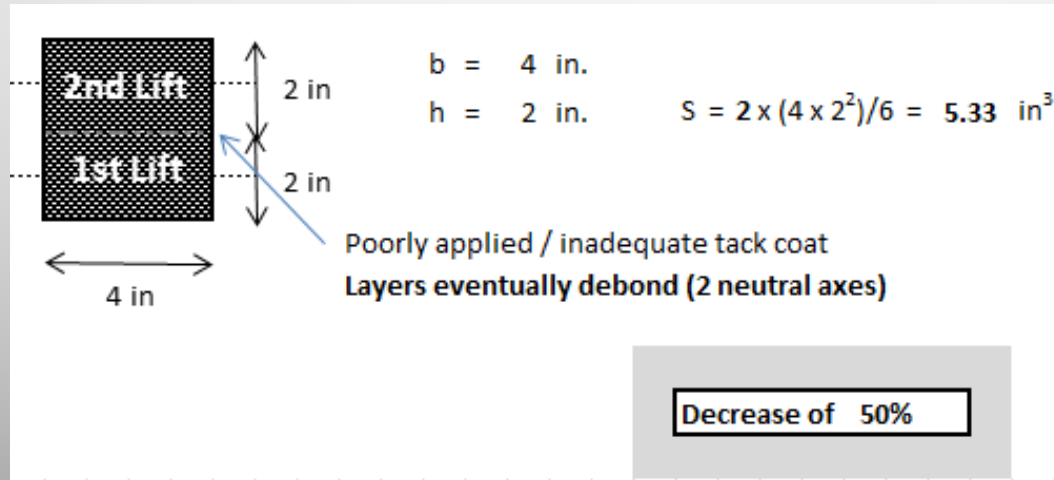 2nd Lift
1st Lift
2 in
2 in
4 in
b = 4 in.
h = 2 in.
S = 2 x (4 x 2²)/6 = 5.33 in³
Poorly applied / inadequate tack coat
Layers eventually debond (2 neutral axes)
Decrease of 50%